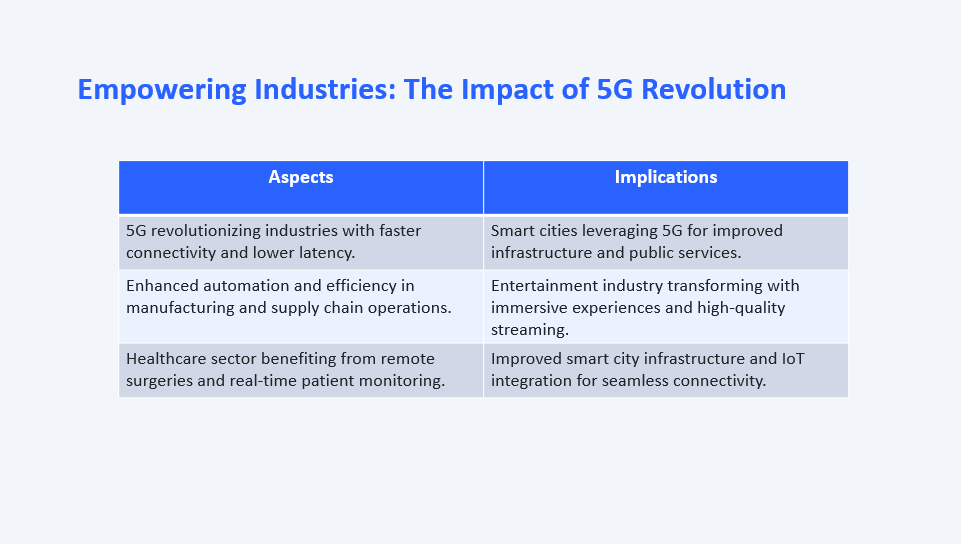 Empowering Industries: The Impact of 5G Revolution
Aspects
Implications
5G revolutionizing industries with faster
connectivity and lower latency.
Smart cities leveraging 5G for improved
infrastructure and public services.
Enhanced automation and efficiency in
manufacturing and supply chain operations.
Entertainment industry transforming with
immersive experiences and high-quality
streaming.
Healthcare sector benefiting from remote
surgeries and real-time patient monitoring.
Improved smart city infrastructure and IoT
integration for seamless connectivity.